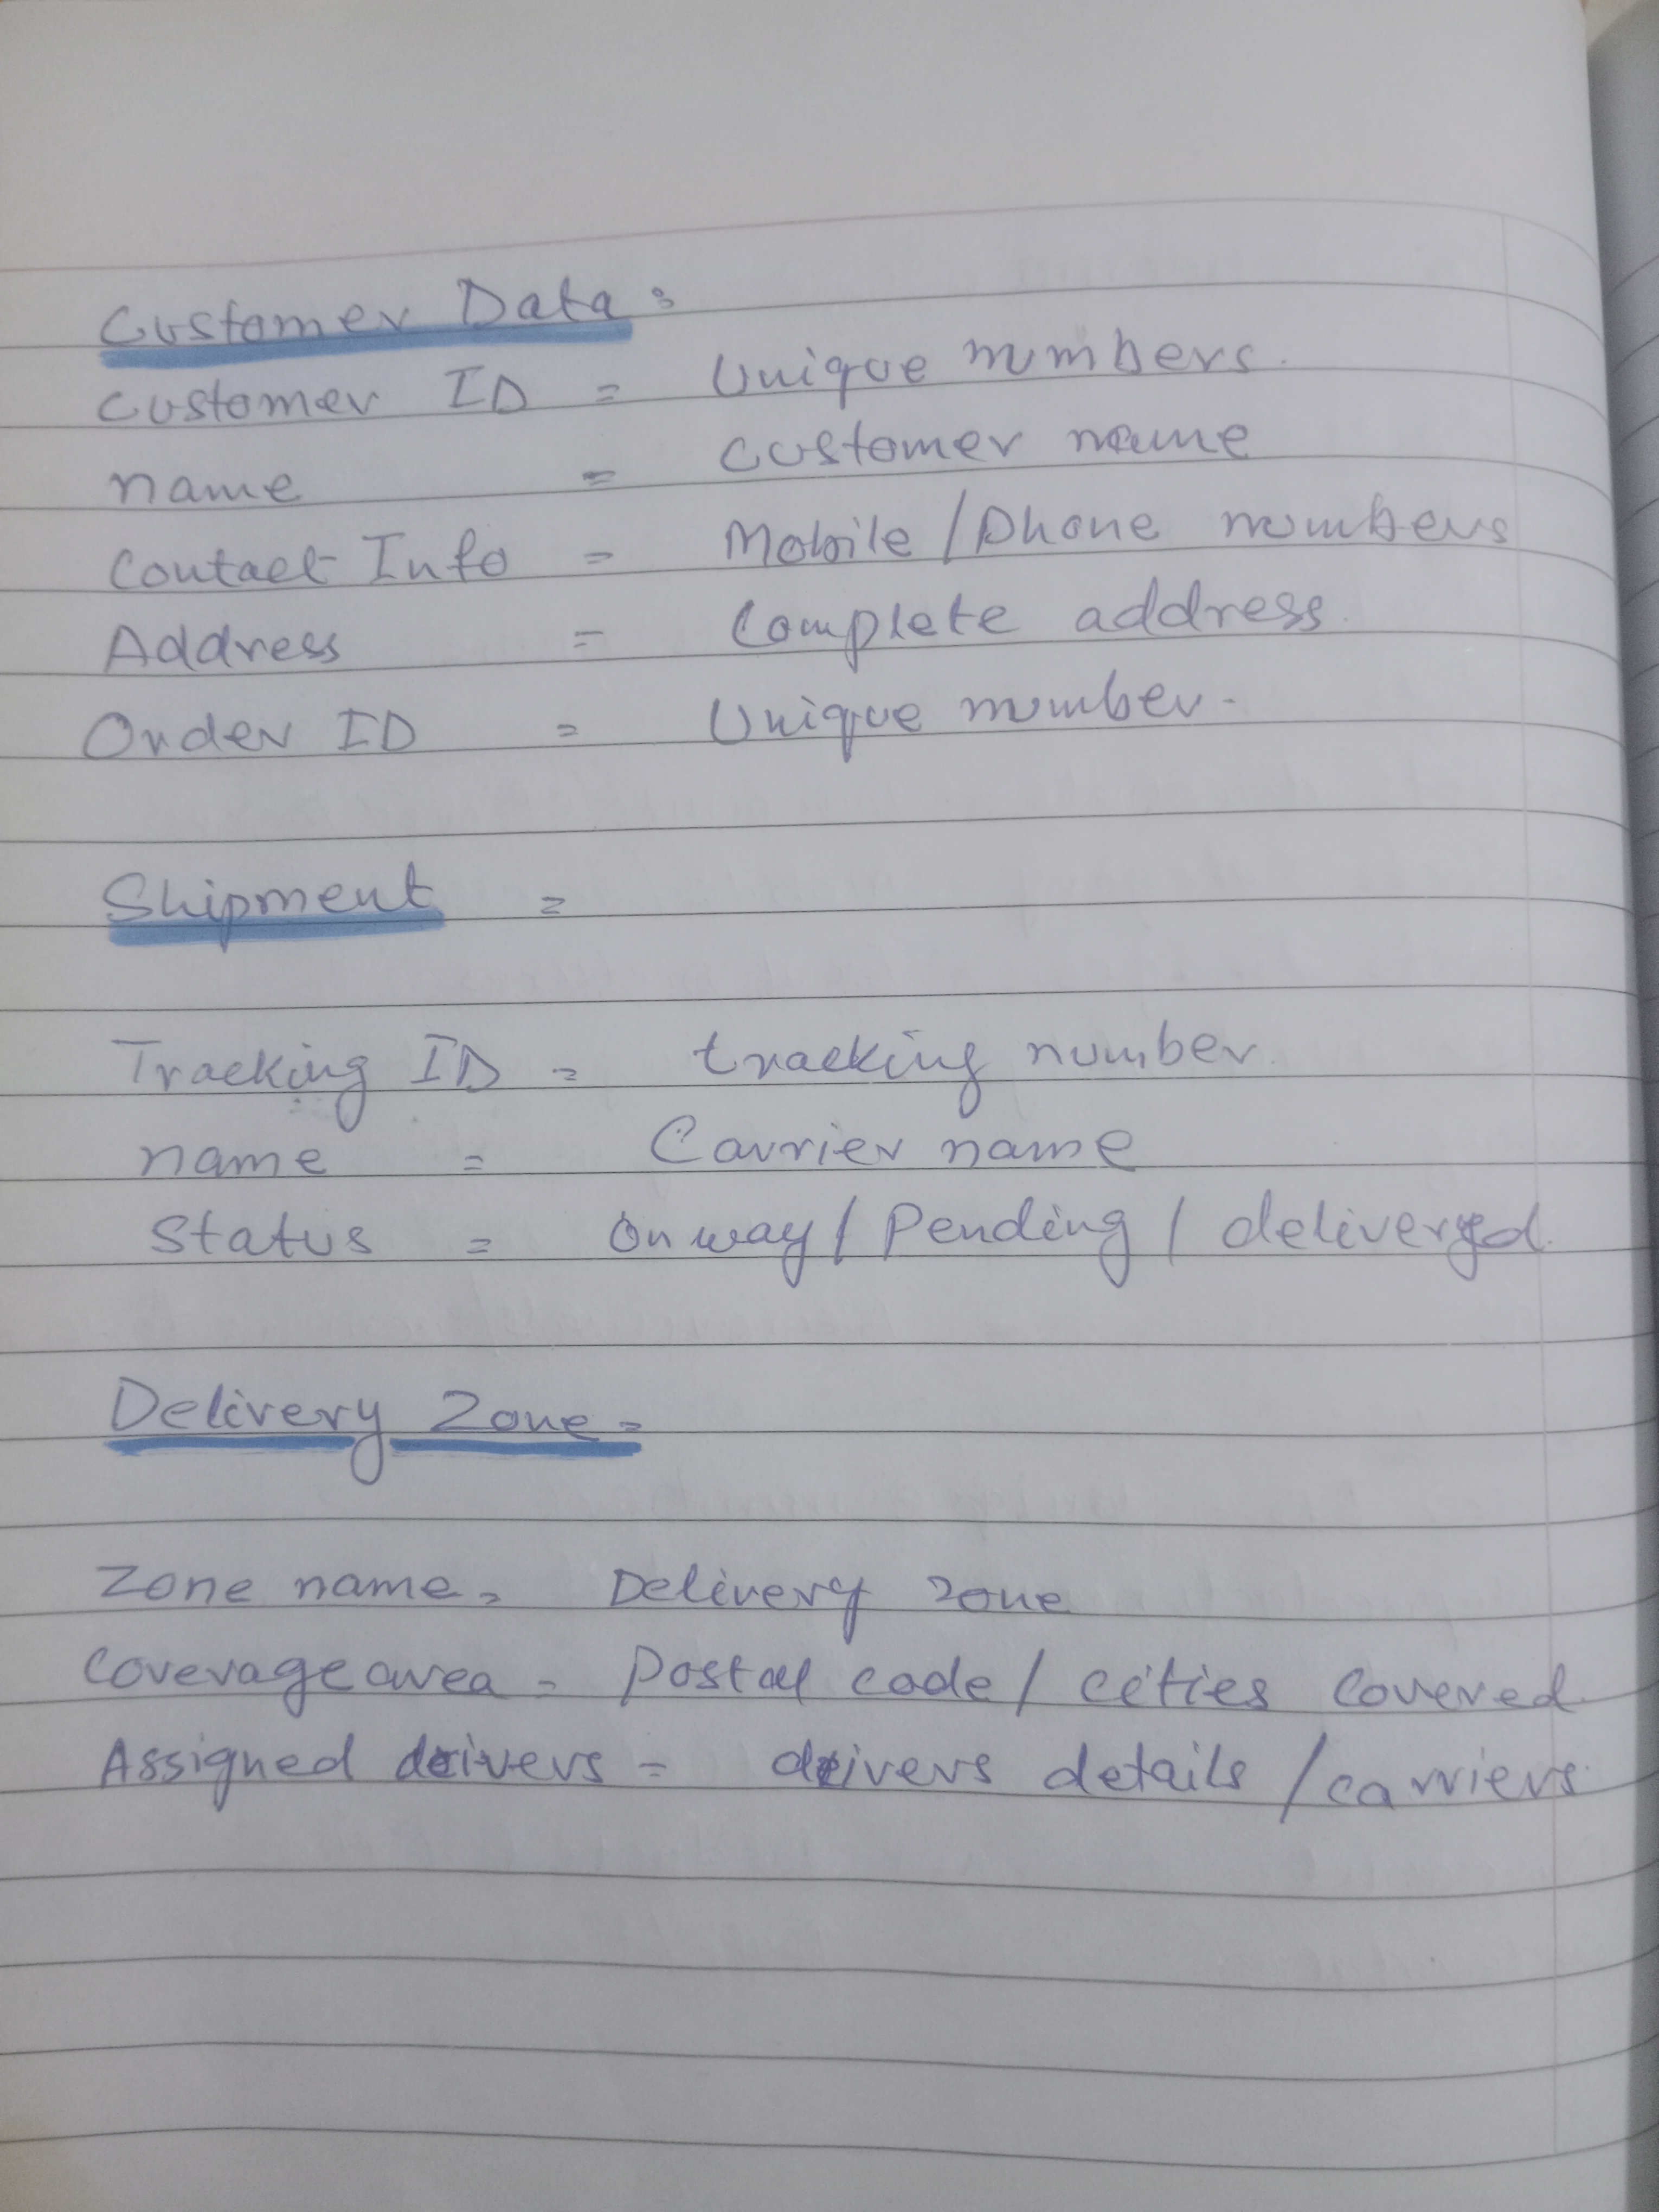 Customer Data :
Customer ID = Unique numbers.
name = customer name
Contact Info = Mobile/Phone numbers
Address = Complete address.
Order ID = Unique number.
Shipment =
Tracking ID = tracking number.
name = Carrier name
Status = On way / Pending / delivered.
Delivery Zone =
Zone name = Delivery zone
Coverage area = Postal code / cities covered.
Assigned drivers = drivers details / carriers.